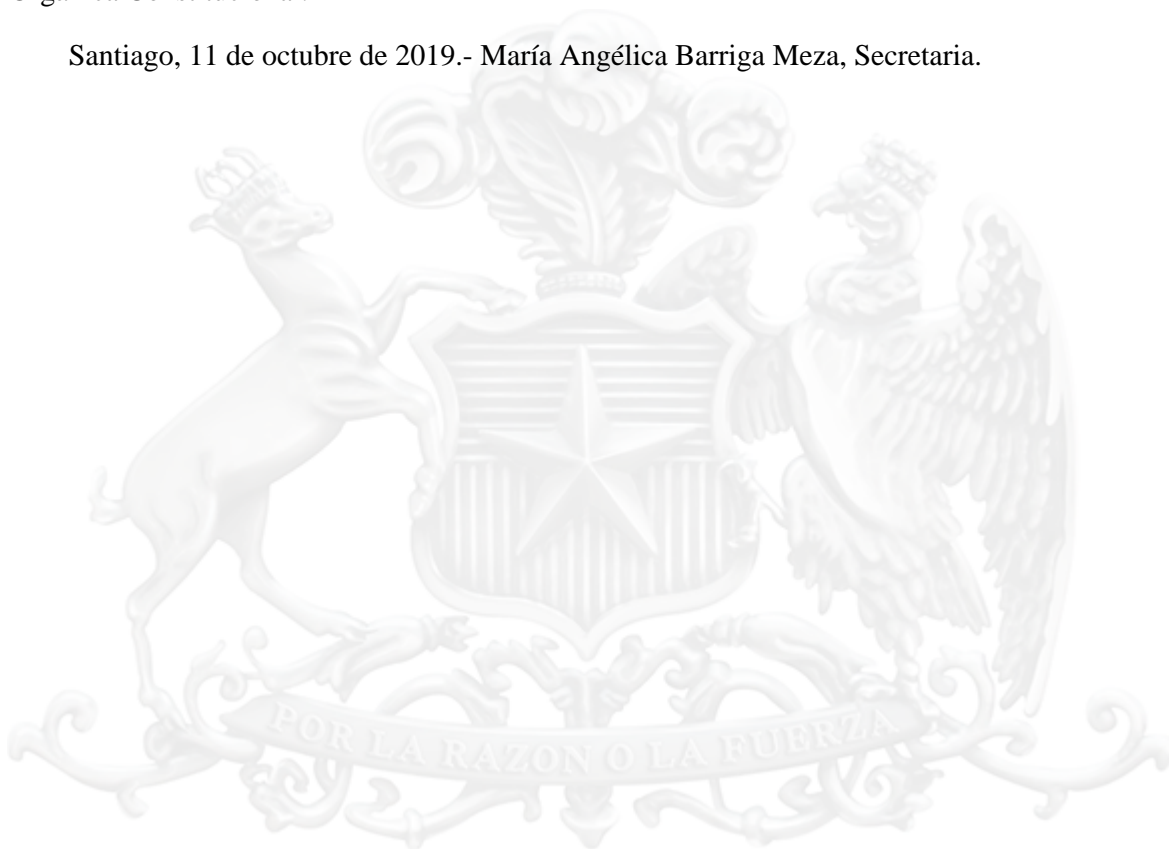 Santiago, 11 de octubre de 2019.- María Angélica Barriga Meza, Secretaria.
POR LA RAZON O LA FUERZA